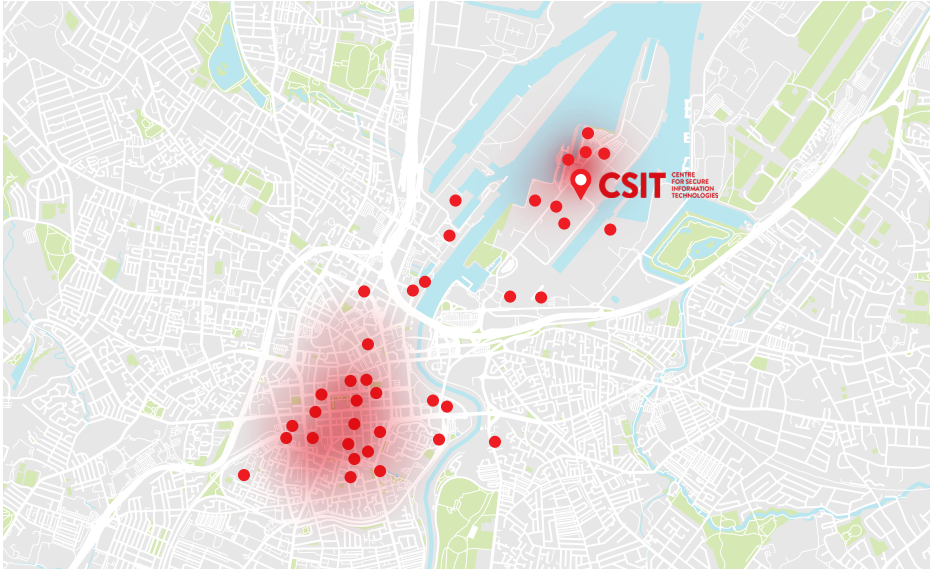 CSIT
CENTRE
FOR SECURE
INFORMATION
TECHNOLOGIES